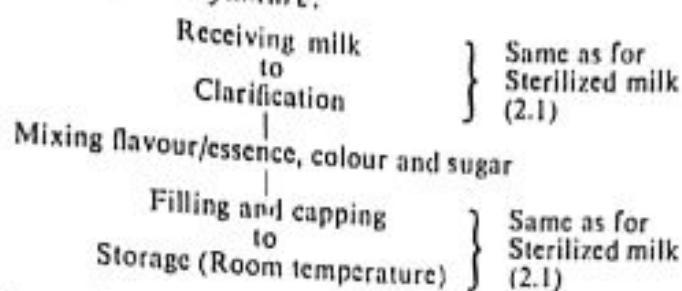 Receiving milk
to
Clarification
} Same as for
Sterilized milk
(2.1)
Mixing flavour/essence, colour and sugar
Filling and capping
to
Storage (Room temperature)
} Same as for
Sterilized milk
(2.1)